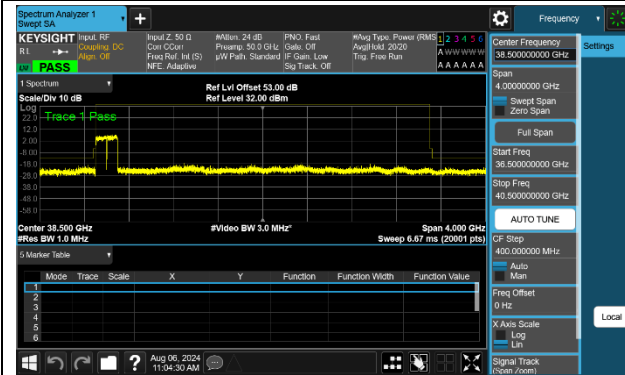 Spectrum Analyzer 1
Swept SA
Frequency
KEYSIGHT
RL
Input: RF
Coupling: DC
Align: Off
Input Z: 50 Ω
Corr CCorr
Freq Ref: Int (S)
NFE: Adaptive
#Atten: 24 dB
Preamp: 50.0 GHz
µW Path: Standard
PNO: Fast
Gate: Off
IF Gain: Low
Sig Track: Off
#Avg Type: Power (RMS
Avg|Hold: 20/20
Trig: Free Run
1 2 3 4 5 6
A W W W W W
A A A A A A
PASS
1 Spectrum
Scale/Div 10 dB
Ref Lvl Offset 53.00 dB
Ref Level 32.00 dBm
Log
Trace 1 Pass
22.0
12.0
2.00
-8.00
-18.0
-28.0
-38.0
-48.0
-58.0
Center 38.500 GHz
#Video BW 3.0 MHz*
Span 4.000 GHz
#Res BW 1.0 MHz
Sweep 6.67 ms (20001 pts)
5 Marker Table
Mode Trace Scale X Y Function Function Width Function Value
1
2
3
4
5
6
Aug 06, 2024
11:04:30 AM
Center Frequency
38.500000000 GHz
Settings
Span
4.00000000 GHz
Swept Span
Zero Span
Full Span
Start Freq
36.500000000 GHz
Stop Freq
40.500000000 GHz
AUTO TUNE
CF Step
400.000000 MHz
Auto
Man
Freq Offset
0 Hz
X Axis Scale
Log
Lin
Local
Signal Track
(Span Zoom)